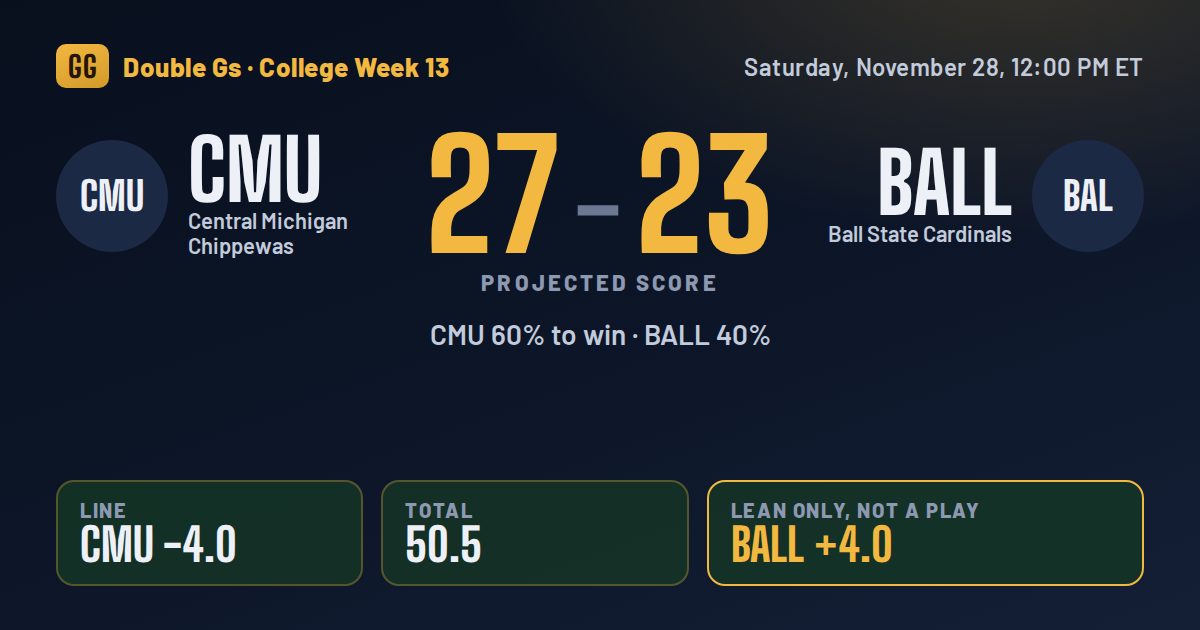 GG Double Gs · College Week 13
Saturday, November 28, 12:00 PM ET
CMU
CMU
Central Michigan
Chippewas
27 – 23
PROJECTED SCORE
CMU 60% to win · BALL 40%
BALL
Ball State Cardinals
BAL
LINE
CMU −4.0
TOTAL
50.5
LEAN ONLY, NOT A PLAY
BALL +4.0